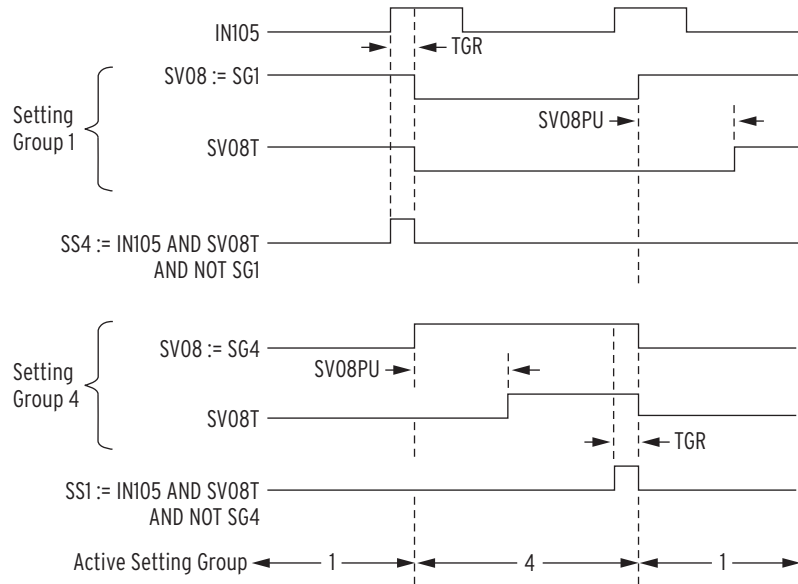 IN105
TGR
SV08 := SG1
Setting
Group 1
SV08PU
SV08T
SS4 := IN105 AND SV08T
AND NOT SG1
SV08 := SG4
Setting
Group 4
SV08PU
SV08T
TGR
SS1 := IN105 AND SV08T
AND NOT SG4
Active Setting Group 1 4 1